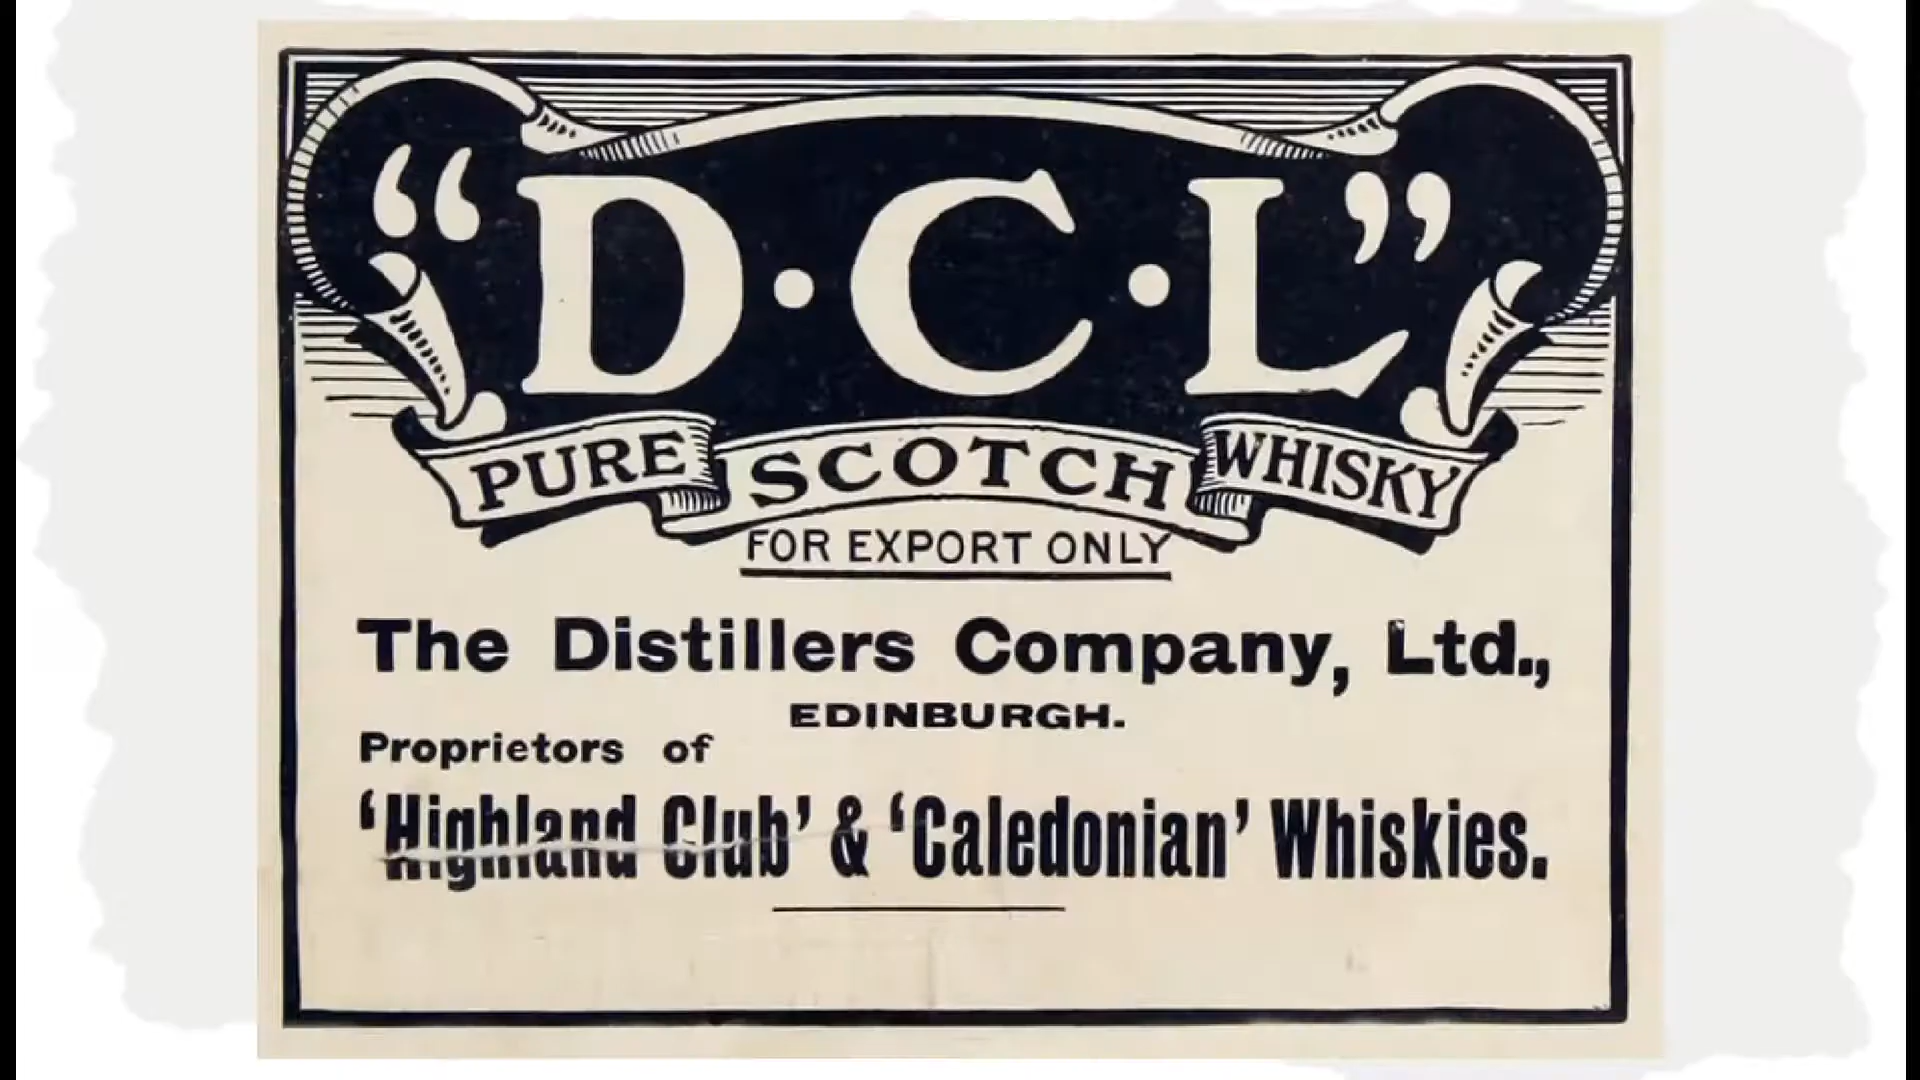 “D·C·L”
PURE SCOTCH WHISKY
FOR EXPORT ONLY
The Distillers Company, Ltd.,
EDINBURGH.
Proprietors of
‘Highland Club’ & ‘Caledonian’ Whiskies.